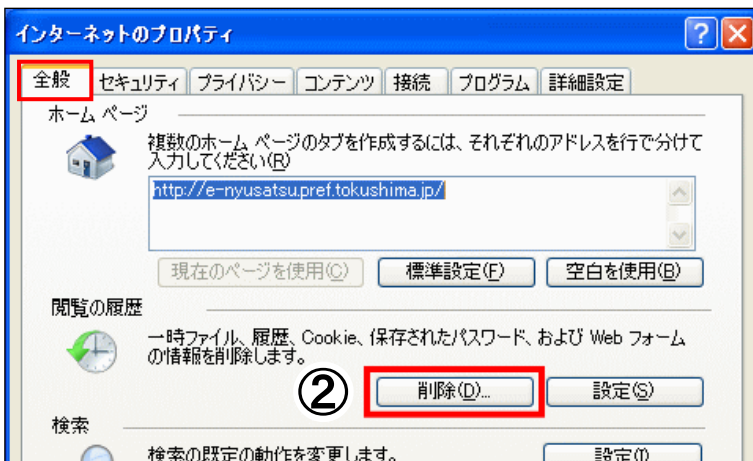 インターネットのプロパティ
全般 セキュリティ プライバシー コンテンツ 接続 プログラム 詳細設定
ホーム ページ
複数のホーム ページのタブを作成するには、それぞれのアドレスを行で分けて
入力してください(R)
http://e-nyusatsu.pref.tokushima.jp/
現在のページを使用(C) 標準設定(F) 空白を使用(B)
閲覧の履歴
一時ファイル、履歴、Cookie、保存されたパスワード、および Web フォーム
の情報を削除します。
② 削除(D)... 設定(S)
検索
検索の既定の動作を変更します。 設定(I)